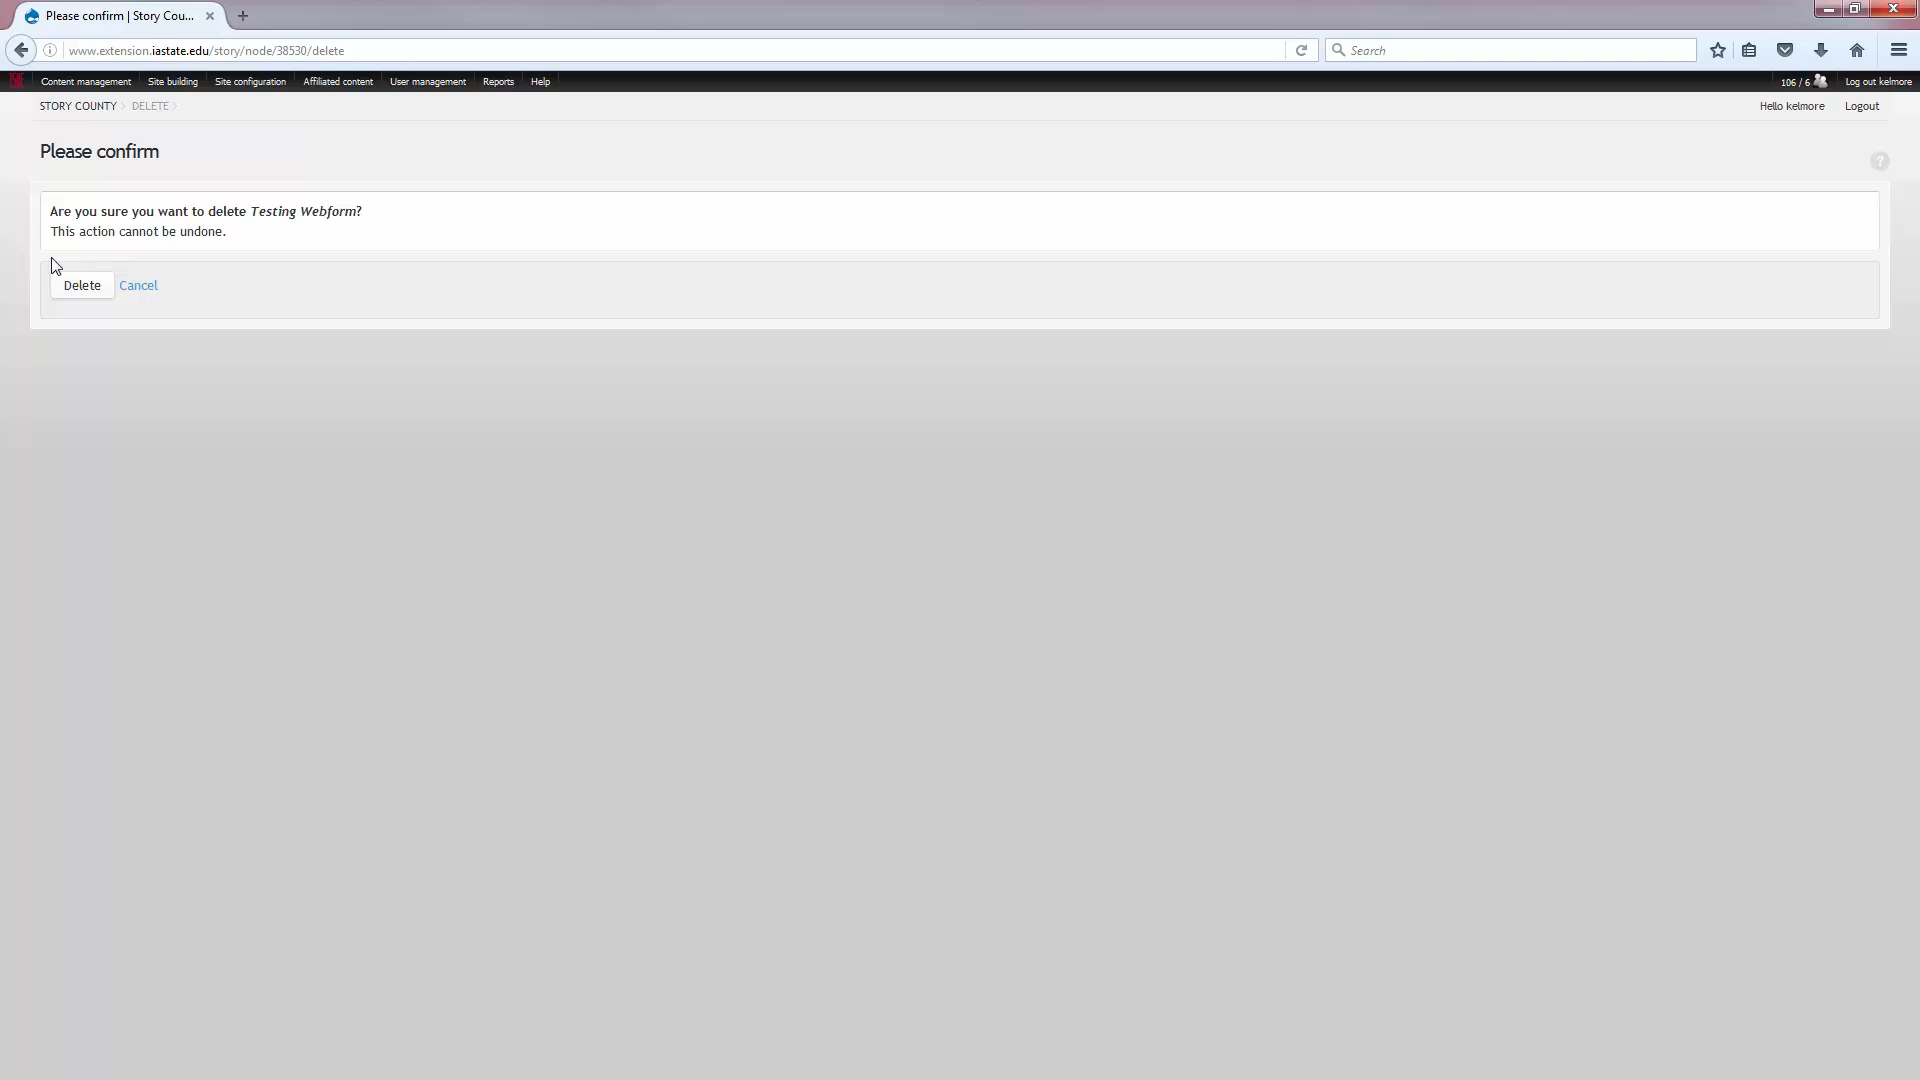 Please confirm | Story Cou...
www.extension.iastate.edu/story/node/38530/delete
Search
Content management Site building Site configuration Affiliated content User management Reports Help
106 / 6 Log out kelmore
STORY COUNTY DELETE
Hello kelmore Logout
Please confirm
?
Are you sure you want to delete Testing Webform?
This action cannot be undone.
Delete Cancel